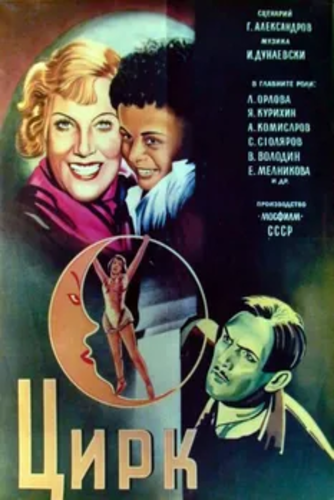 СЦЕНАРИЙ
Г. АЛЕКСАНДРОВ
МУЗИКА
И. ДУНАЕВСКИ
В ГЛАВНИТЕ РОЛИ:
Л. ОРЛОВА
Я. КУРИХИН
А. КОМИСАРОВ
С. СТОЛЯРОВ
В. ВОЛОДИН
Е. МЕЛНИКОВА
И ДР.
ПРОИЗВОДСТВО
"МОСФИЛМ"
СССР
ЦИРК